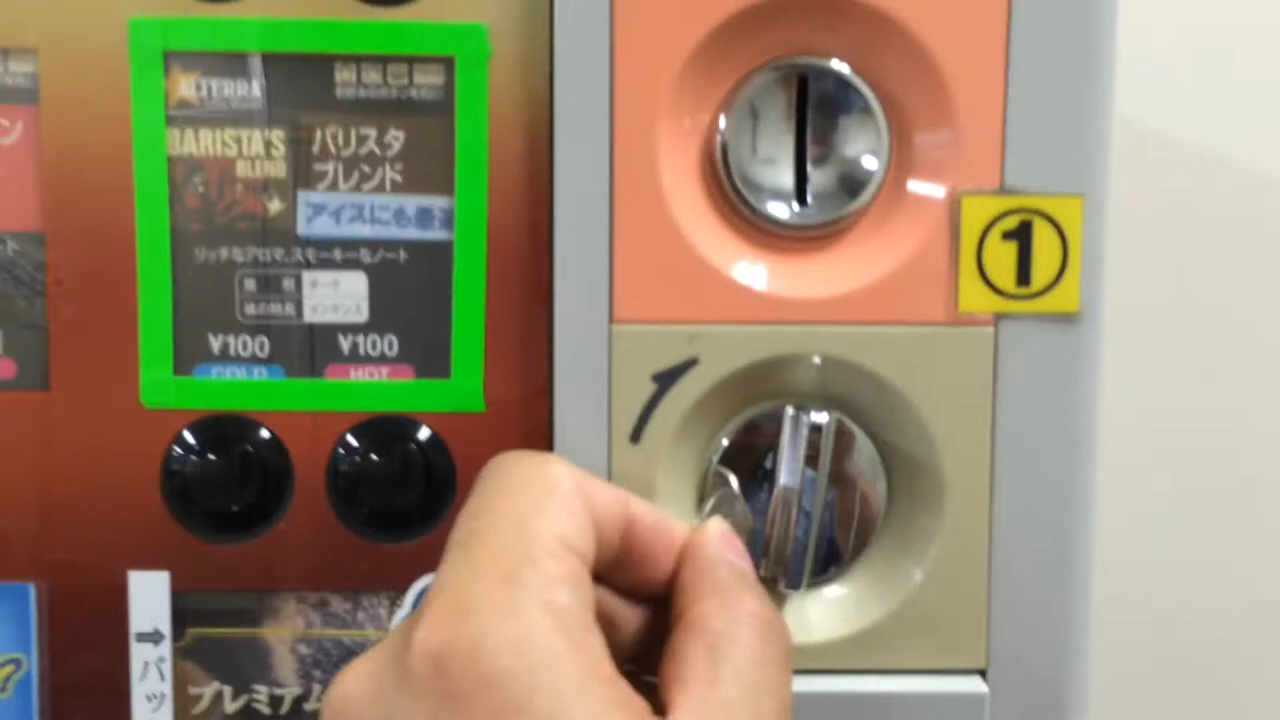 ALTERRA
BARISTA'S
BLEND
バリスタ
ブレンド
アイスにも最適
リッチなアロマ、スモーキーなノート
¥100
¥100
COLD
HOT
①
1
→
パッ
プレミアム
ン